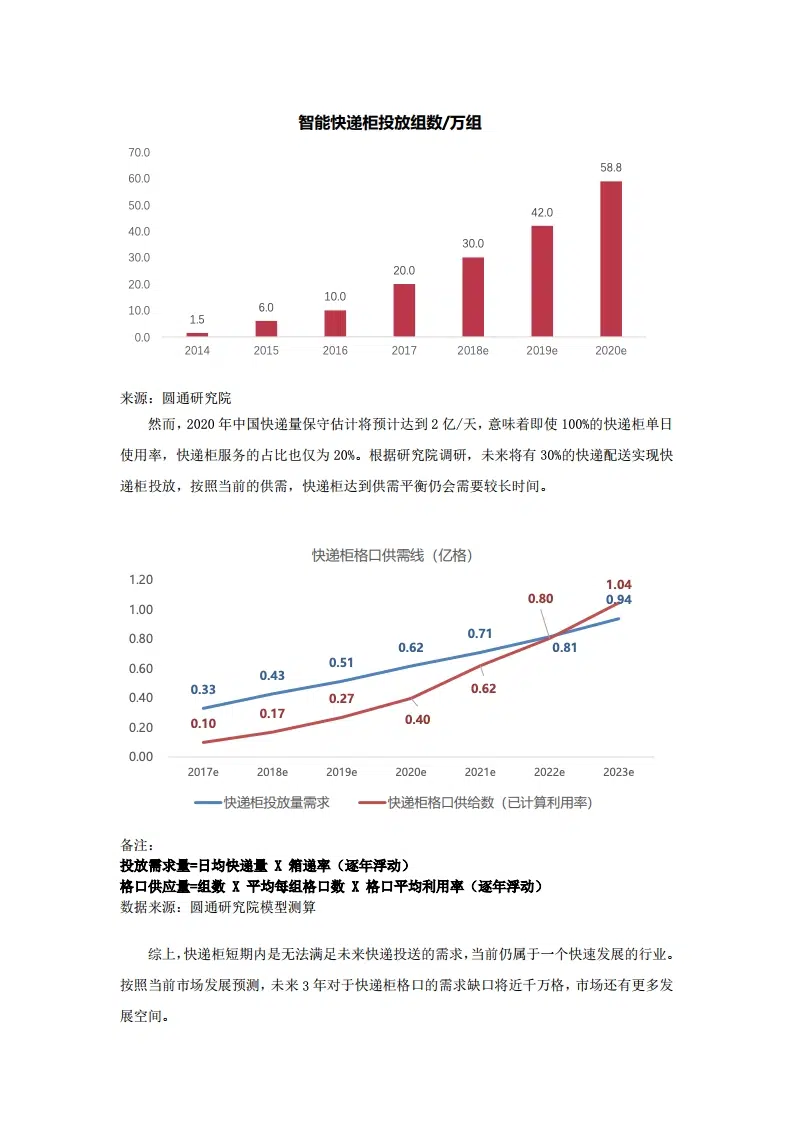 智能快递柜投放组数/万组
70.0
60.0
50.0
40.0
30.0
20.0
10.0
0.0
1.5
6.0
10.0
20.0
30.0
42.0
58.8
2014
2015
2016
2017
2018e
2019e
2020e
来源：圆通研究院
然而，2020 年中国快递量保守估计将预计达到 2 亿/天，意味着即使 100%的快递柜单日
使用率，快递柜服务的占比也仅为 20%。根据研究院调研，未来将有 30%的快递配送实现快
递柜投放，按照当前的供需，快递柜达到供需平衡仍会需要较长时间。
快递柜格口供需线（亿格）
1.20
1.00
0.80
0.60
0.40
0.20
0.00
0.33
0.43
0.51
0.62
0.71
0.81
0.94
0.10
0.17
0.27
0.40
0.62
0.80
1.04
2017e
2018e
2019e
2020e
2021e
2022e
2023e
快递柜投放量需求
快递柜格口供给数（已计算利用率）
备注：
投放需求量=日均快递量 X 箱递率（逐年浮动）
格口供应量=组数 X 平均每组格口数 X 格口平均利用率（逐年浮动）
数据来源：圆通研究院模型测算
综上，快递柜短期内是无法满足未来快递投送的需求，当前仍属于一个快速发展的行业。
按照当前市场发展预测，未来 3 年对于快递柜格口的需求缺口将近千万格，市场还有更多发
展空间。